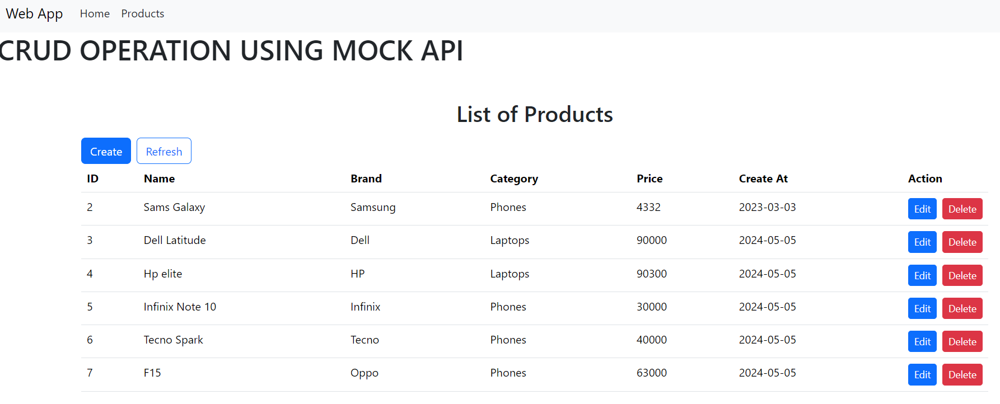 Web App Home Products
CRUD OPERATION USING MOCK API
List of Products
Create Refresh
ID Name Brand Category Price Create At Action
2 Sams Galaxy Samsung Phones 4332 2023-03-03 Edit Delete
3 Dell Latitude Dell Laptops 90000 2024-05-05 Edit Delete
4 Hp elite HP Laptops 90300 2024-05-05 Edit Delete
5 Infinix Note 10 Infinix Phones 30000 2024-05-05 Edit Delete
6 Tecno Spark Tecno Phones 40000 2024-05-05 Edit Delete
7 F15 Oppo Phones 63000 2024-05-05 Edit Delete